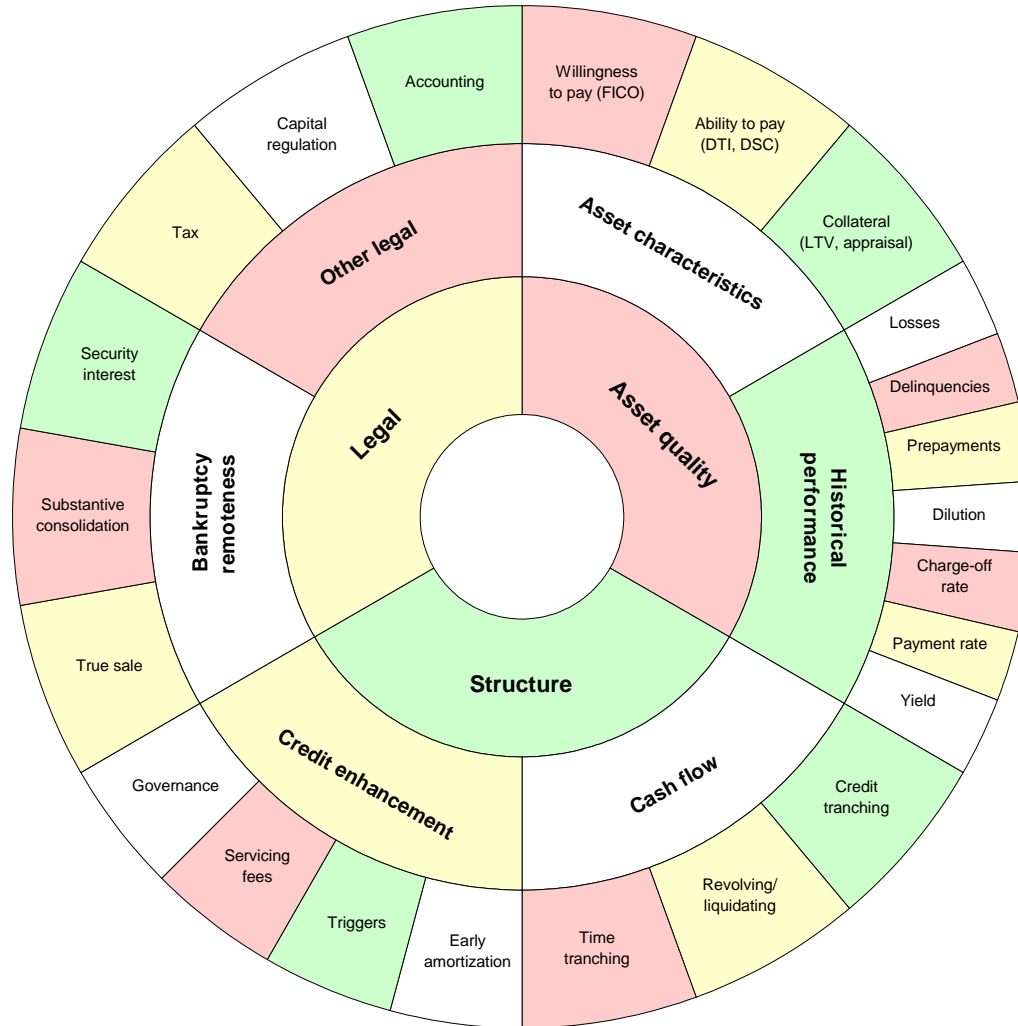 Accounting
Willingness
to pay (FICO)
Capital
regulation
Ability to pay
(DTI, DSC)
Tax
Other legal
Asset characteristics
Collateral
(LTV, appraisal)
Security
interest
Losses
Delinquencies
Legal
Asset quality
Prepayments
Substantive
consolidation
Bankruptcy
remoteness
Historical
performance
Dilution
Charge-off
rate
True sale
Payment rate
Structure
Yield
Governance
Credit enhancement
Cash flow
Credit
tranching
Servicing
fees
Revolving/
liquidating
Triggers
Early
amortization
Time
tranching